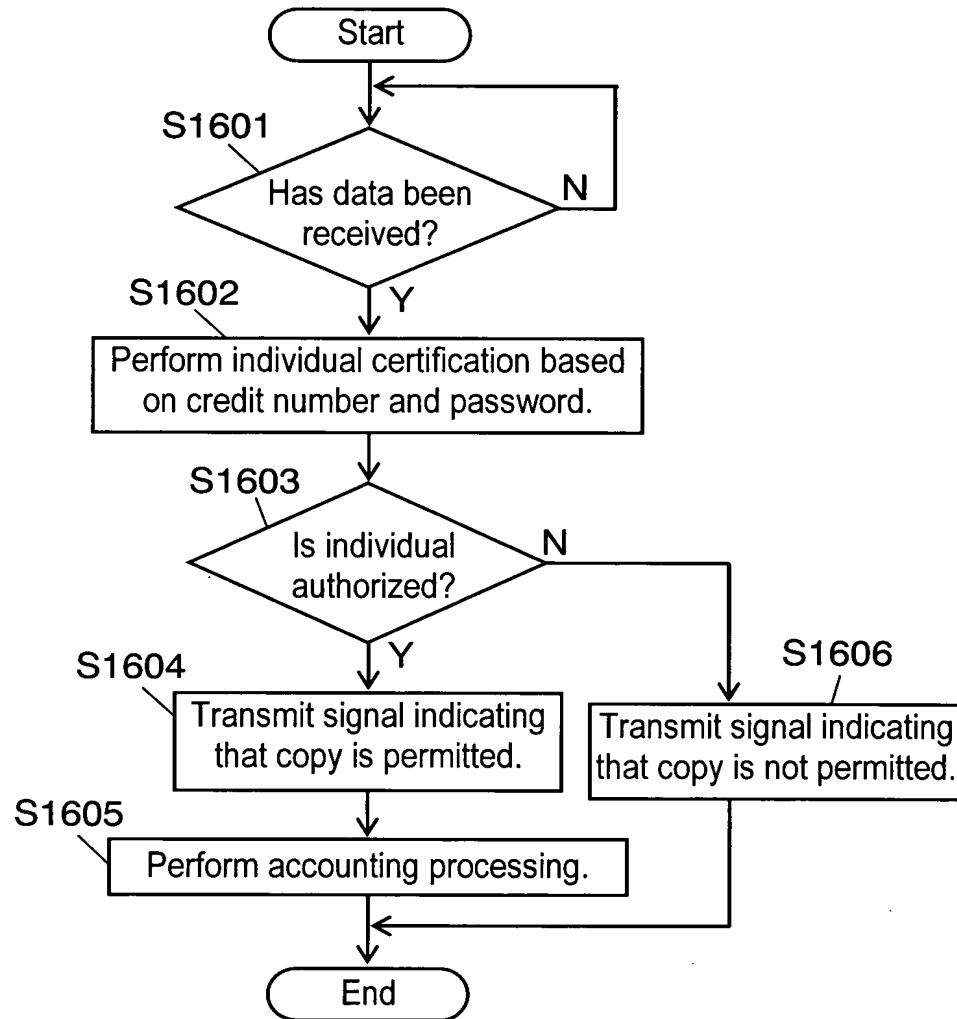 Start
S1601
Has data been
received?
N
Y
S1602
Perform individual certification based
on credit number and password.
S1603
Is individual
authorized?
N
Y
S1604
Transmit signal indicating
that copy is permitted.
S1606
Transmit signal indicating
that copy is not permitted.
S1605
Perform accounting processing.
End